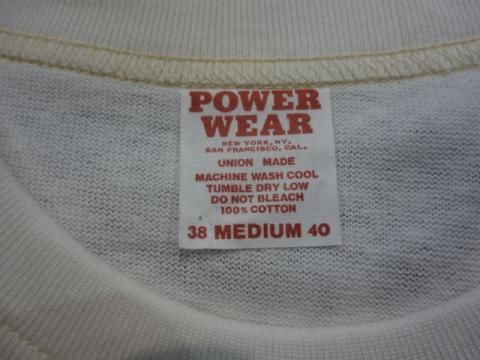 POWER
WEAR
NEW YORK, NY.
SAN FRANCISCO, CAL.
UNION MADE
MACHINE WASH COOL
TUMBLE DRY LOW
DO NOT BLEACH
100% COTTON
38 MEDIUM 40